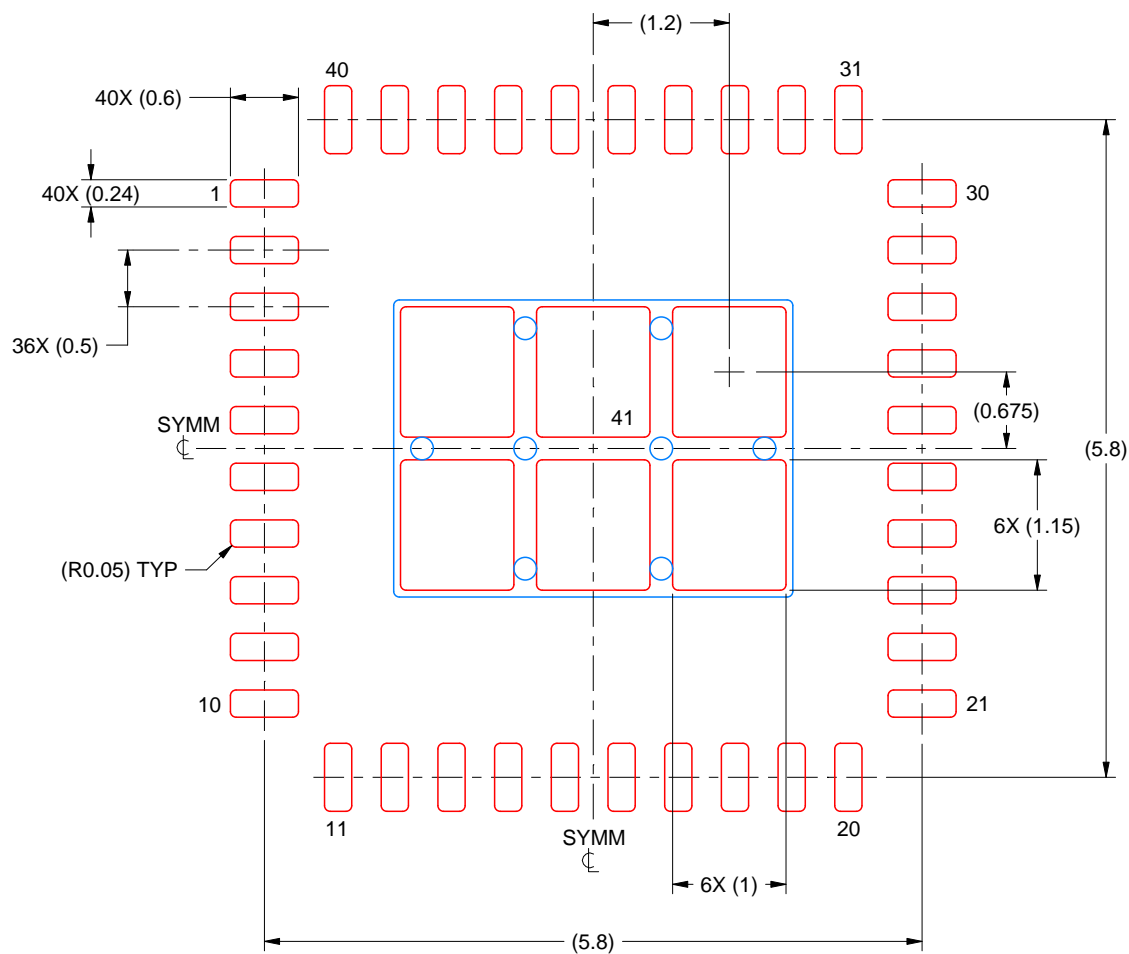 (1.2)
40
31
40X (0.6)
40X (0.24)
1
30
36X (0.5)
SYMM
℄
41
(0.675)
(5.8)
6X (1.15)
(R0.05) TYP
10
21
11
20
SYMM
℄
6X (1)
(5.8)